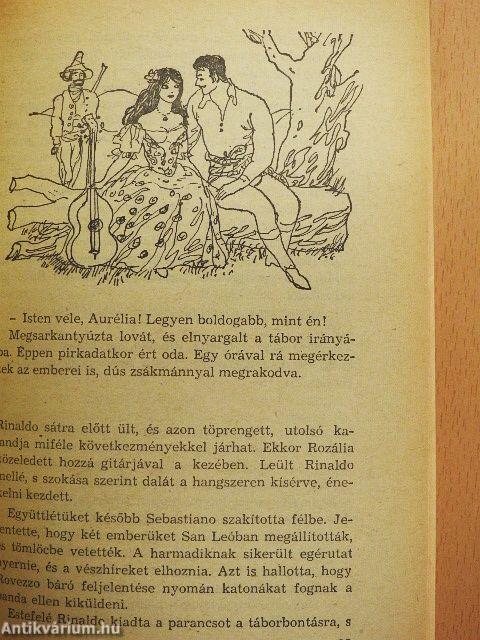 – Isten vele, Aurélia! Legyen boldogabb, mint én!
Megsarkantyúzta lovát, és elnyargalt a tábor irányá-
ba. Éppen pirkadatkor ért oda. Egy órával rá megérkez-
tek az emberei is, dús zsákmánnyal megrakodva.
Rinaldo sátra előtt ült, és azon töprengett, utolsó ka-
landja miféle következményekkel járhat. Ekkor Rozália
közeledett hozzá gitárjával a kezében. Leült Rinaldo
mellé, s szokása szerint dalát a hangszeren kísérve, éne-
kelni kezdett.
Együttlétüket később Sebastiano szakította félbe. Je-
lentette, hogy két emberüket San Leóban megállították,
és tömlöcbe vetették. A harmadiknak sikerült egérutat
nyernie, és a vészhíreket elhoznia. Azt is hallotta, hogy
Rovezzo báró feljelentése nyomán katonákat fognak a
banda ellen kiküldeni.
Estefelé Rinaldo kiadta a parancsot a táborbontásra, s
Antikvarium.hu